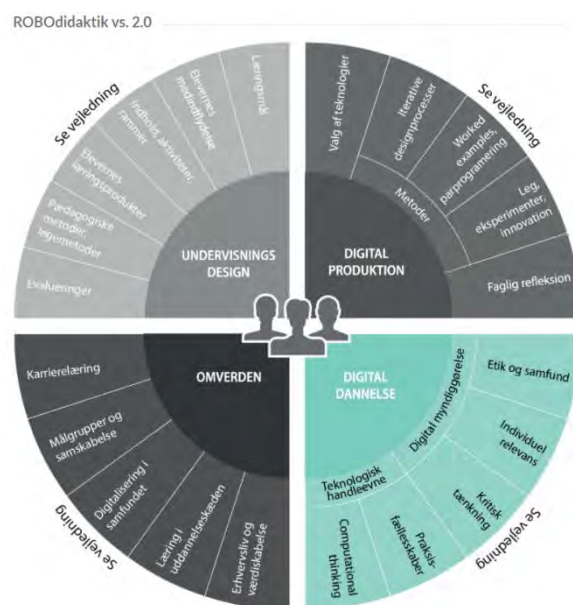 ROBOdidaktik vs. 2.0
Se vejledning
Evalueringer
Pædagogiske
metoder,
legemetoder
Elevernes
læringsprodukter
Indhold, aktiviteter,
rammer
Elevernes
medindflydelse
Læringsmål
UNDERVISNINGS
DESIGN
Se vejledning
Valg af teknologier
Iterative
designprocesser
Worked
examples,
parprogramering
Leg,
eksperimenter,
innovation
Faglig refleksion
Metoder
DIGITAL
PRODUKTION
OMVERDEN
Karrierelæring
Målgrupper og
samskabelse
Digitalisering i
samfundet
Læring i
uddannelseskæden
Erhvervsliv og
værdiskabelse
Se vejledning
DIGITAL
DANNELSE
Digital myndiggørelse
Teknologisk
handleevne
Etik og samfund
Individuel
relevans
Kritisk
tænkning
Praksis-
fællesskaber
Computational
thinking
Se vejledning